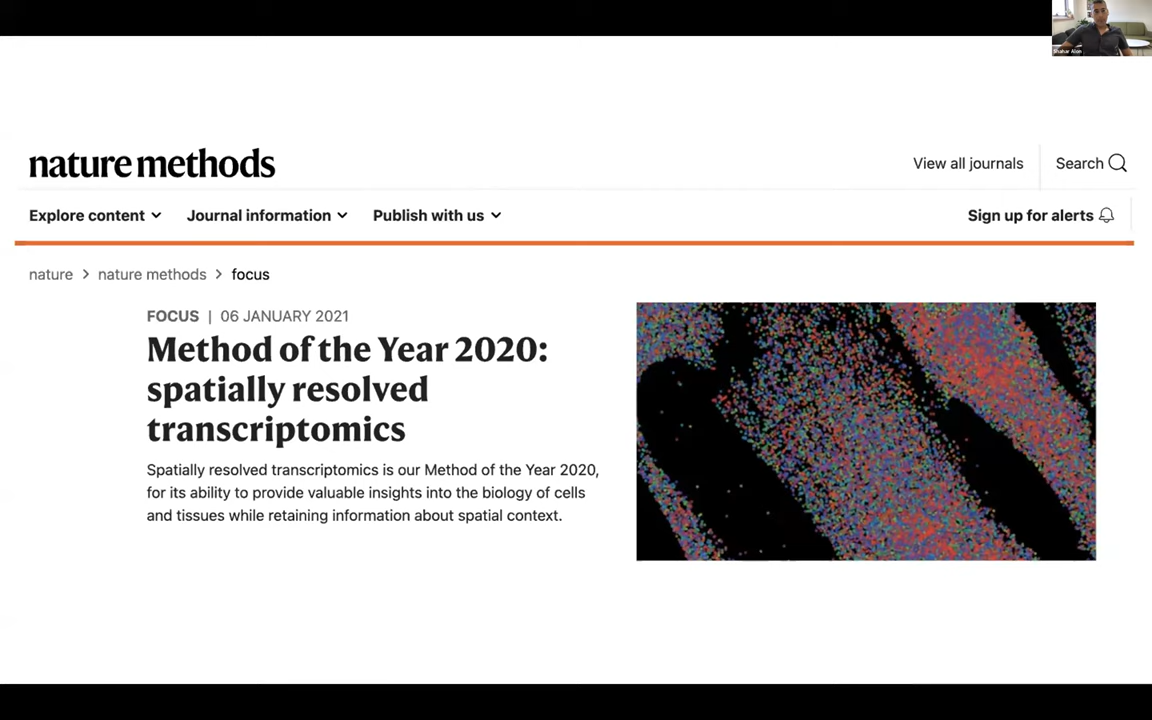 Shahar Alon
nature methods
View all journals
Search
Explore content
Journal information
Publish with us
Sign up for alerts
nature > nature methods > focus
FOCUS | 06 JANUARY 2021
Method of the Year 2020:
spatially resolved
transcriptomics
Spatially resolved transcriptomics is our Method of the Year 2020,
for its ability to provide valuable insights into the biology of cells
and tissues while retaining information about spatial context.